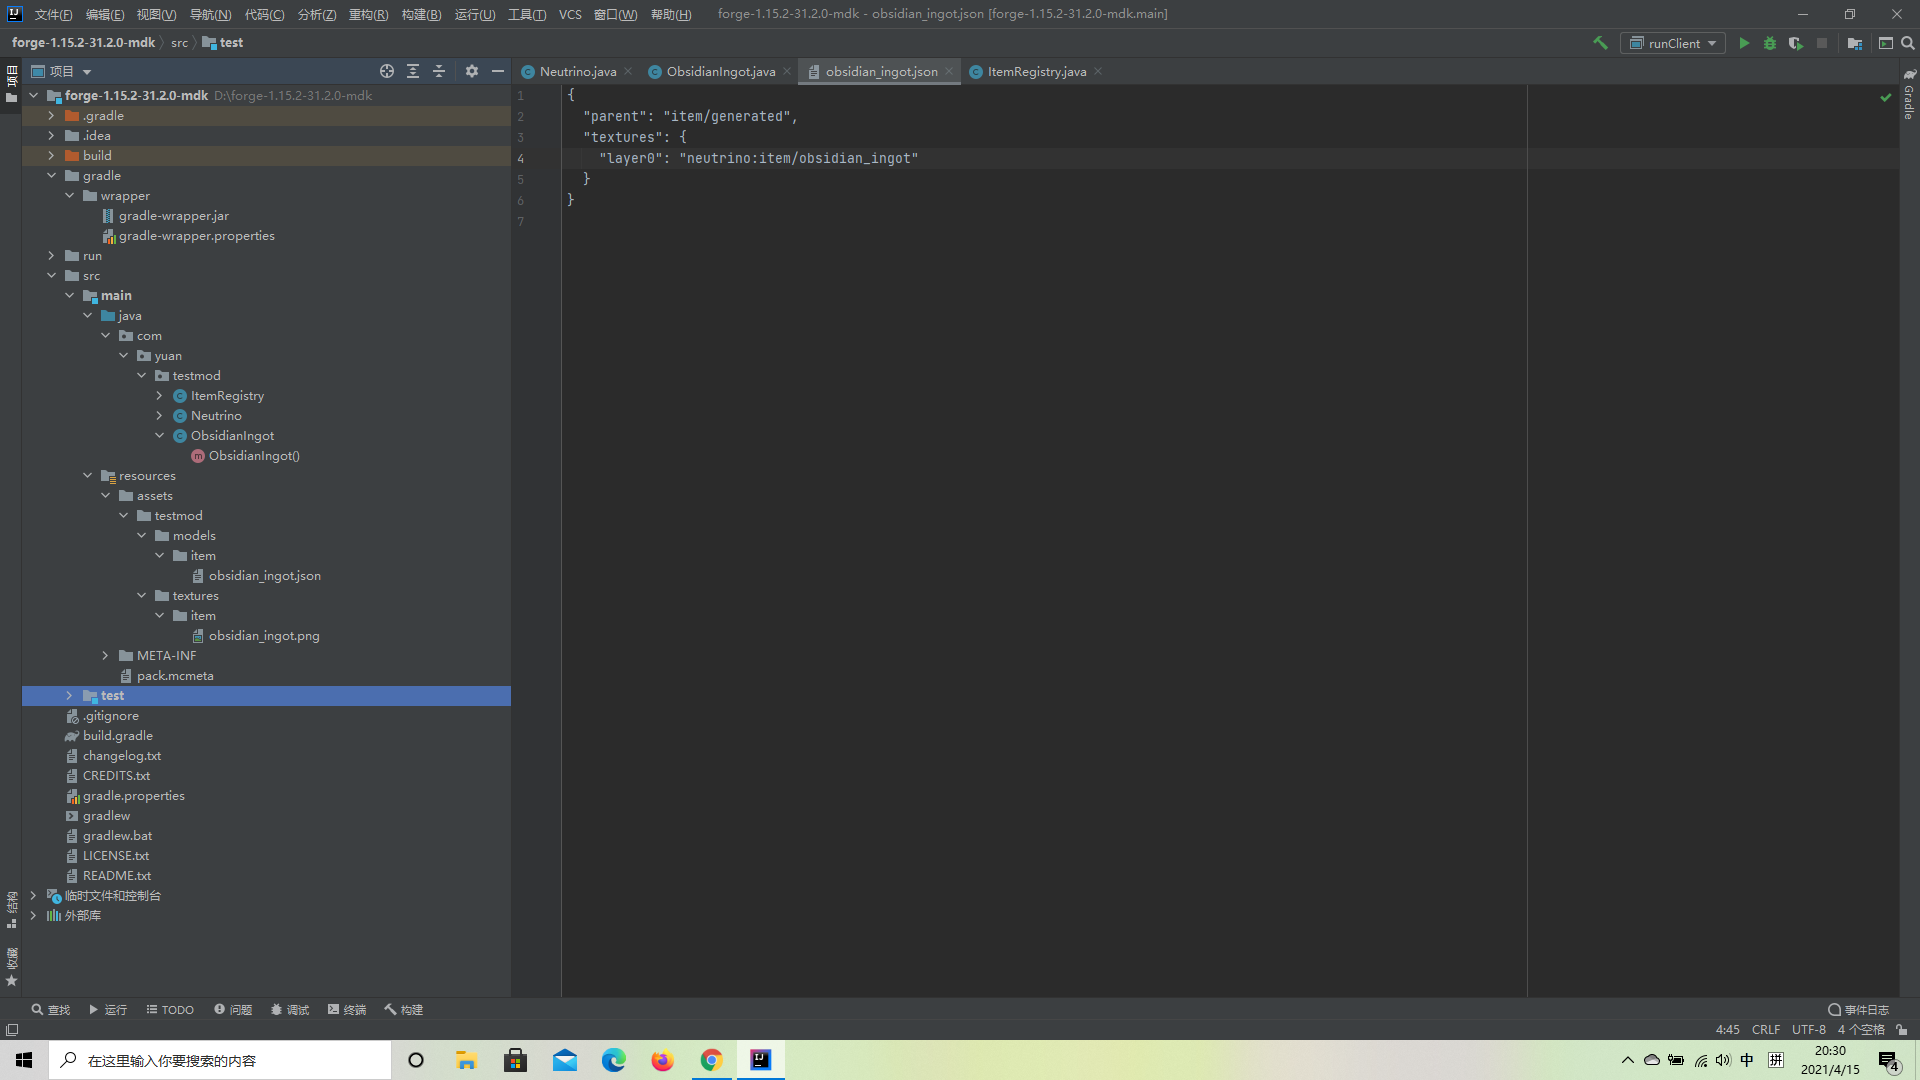 文件(F) 编辑(E) 视图(V) 导航(N) 代码(C) 分析(Z) 重构(R) 构建(B) 运行(U) 工具(T) VCS 窗口(W) 帮助(H) forge-1.15.2-31.2.0-mdk - obsidian_ingot.json [forge-1.15.2-31.2.0-mdk.main]
forge-1.15.2-31.2.0-mdk src test
runClient
项目
项目
Neutrino.java ObsidianIngot.java obsidian_ingot.json ItemRegistry.java
Gradle
forge-1.15.2-31.2.0-mdk D:\forge-1.15.2-31.2.0-mdk
.gradle
.idea
build
gradle
wrapper
gradle-wrapper.jar
gradle-wrapper.properties
run
src
main
java
com
yuan
testmod
ItemRegistry
Neutrino
ObsidianIngot
ObsidianIngot()
resources
assets
testmod
models
item
obsidian_ingot.json
textures
item
obsidian_ingot.png
META-INF
pack.mcmeta
test
.gitignore
build.gradle
changelog.txt
CREDITS.txt
gradle.properties
gradlew
gradlew.bat
LICENSE.txt
README.txt
临时文件和控制台
外部库
结构
收藏
1 {
2 "parent": "item/generated",
3 "textures": {
4 "layer0": "neutrino:item/obsidian_ingot"
5 }
6 }
7
查找 运行 TODO 问题 调试 终端 构建 事件日志
4:45 CRLF UTF-8 4 个空格
在这里输入你要搜索的内容
中 拼
20:30
2021/4/15
4